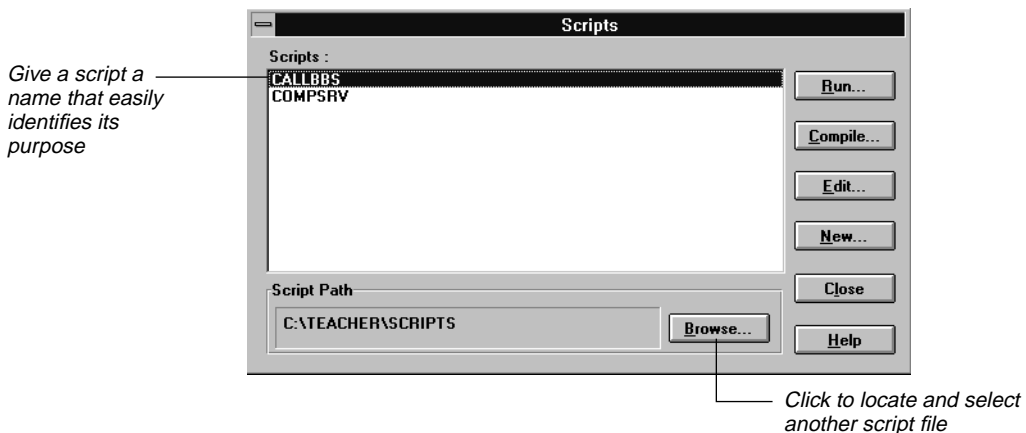 Scripts
Scripts :
Give a script a
name that easily
identifies its
purpose
CALLBBS
COMPSRV
Run...
Compile...
Edit...
New...
Close
Script Path
C:\TEACHER\SCRIPTS
Browse...
Help
Click to locate and select
another script file